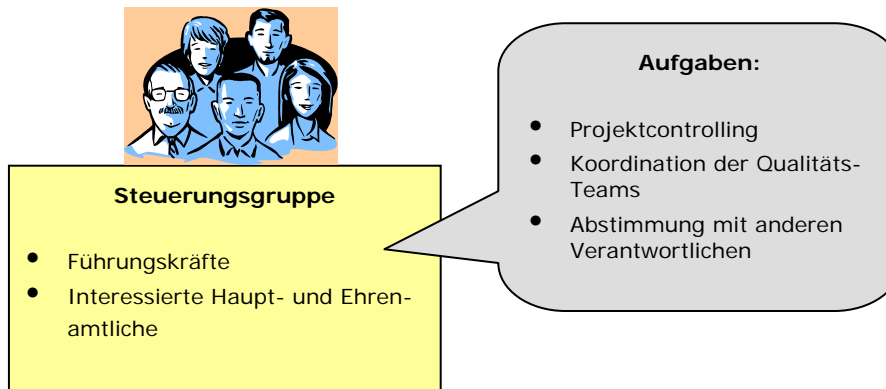 Steuerungsgruppe
• Führungskräfte
• Interessierte Haupt- und Ehren-
amtliche
Aufgaben:
• Projektcontrolling
• Koordination der Qualitäts-
Teams
• Abstimmung mit anderen
Verantwortlichen